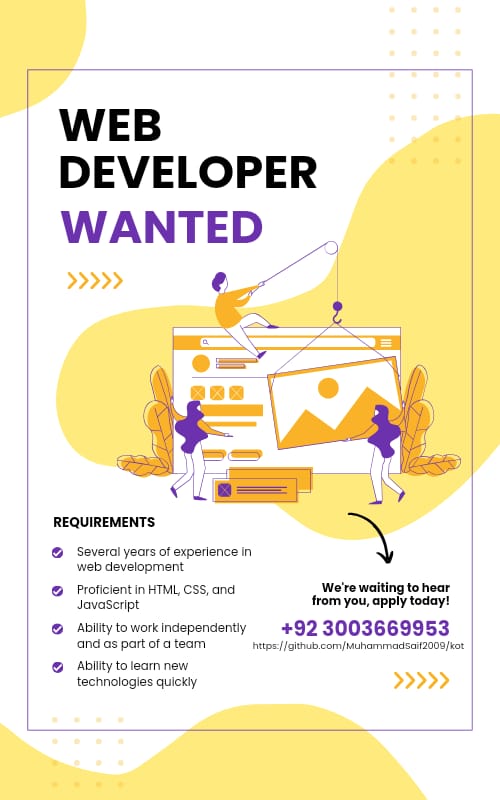 WEB
DEVELOPER
WANTED
REQUIREMENTS
Several years of experience in
web development
Proficient in HTML, CSS, and
JavaScript
Ability to work independently
and as part of a team
Ability to learn new
technologies quickly
We're waiting to hear
from you, apply today!
+92 3003669953
https://github.com/MuhammadSaif2009/kot